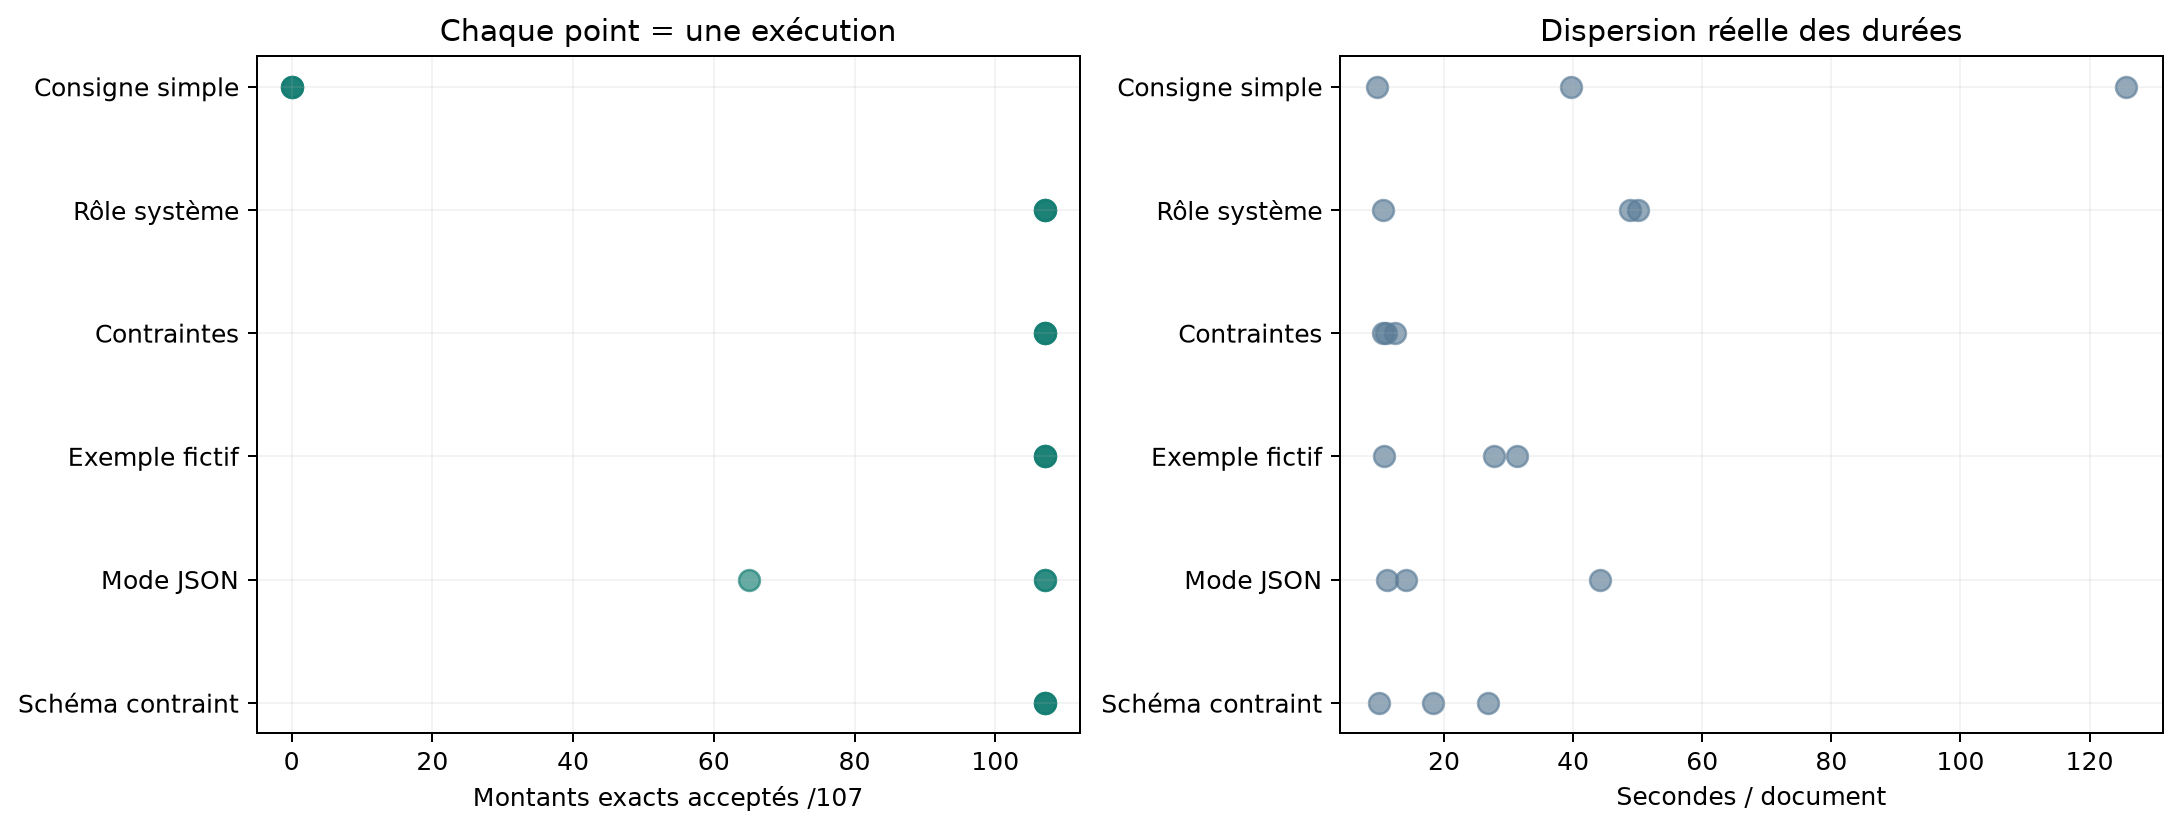 Chaque point = une exécution
Consigne simple
Rôle système
Contraintes
Exemple fictif
Mode JSON
Schéma contraint
0 20 40 60 80 100
Montants exacts acceptés /107
Dispersion réelle des durées
Consigne simple
Rôle système
Contraintes
Exemple fictif
Mode JSON
Schéma contraint
20 40 60 80 100 120
Secondes / document